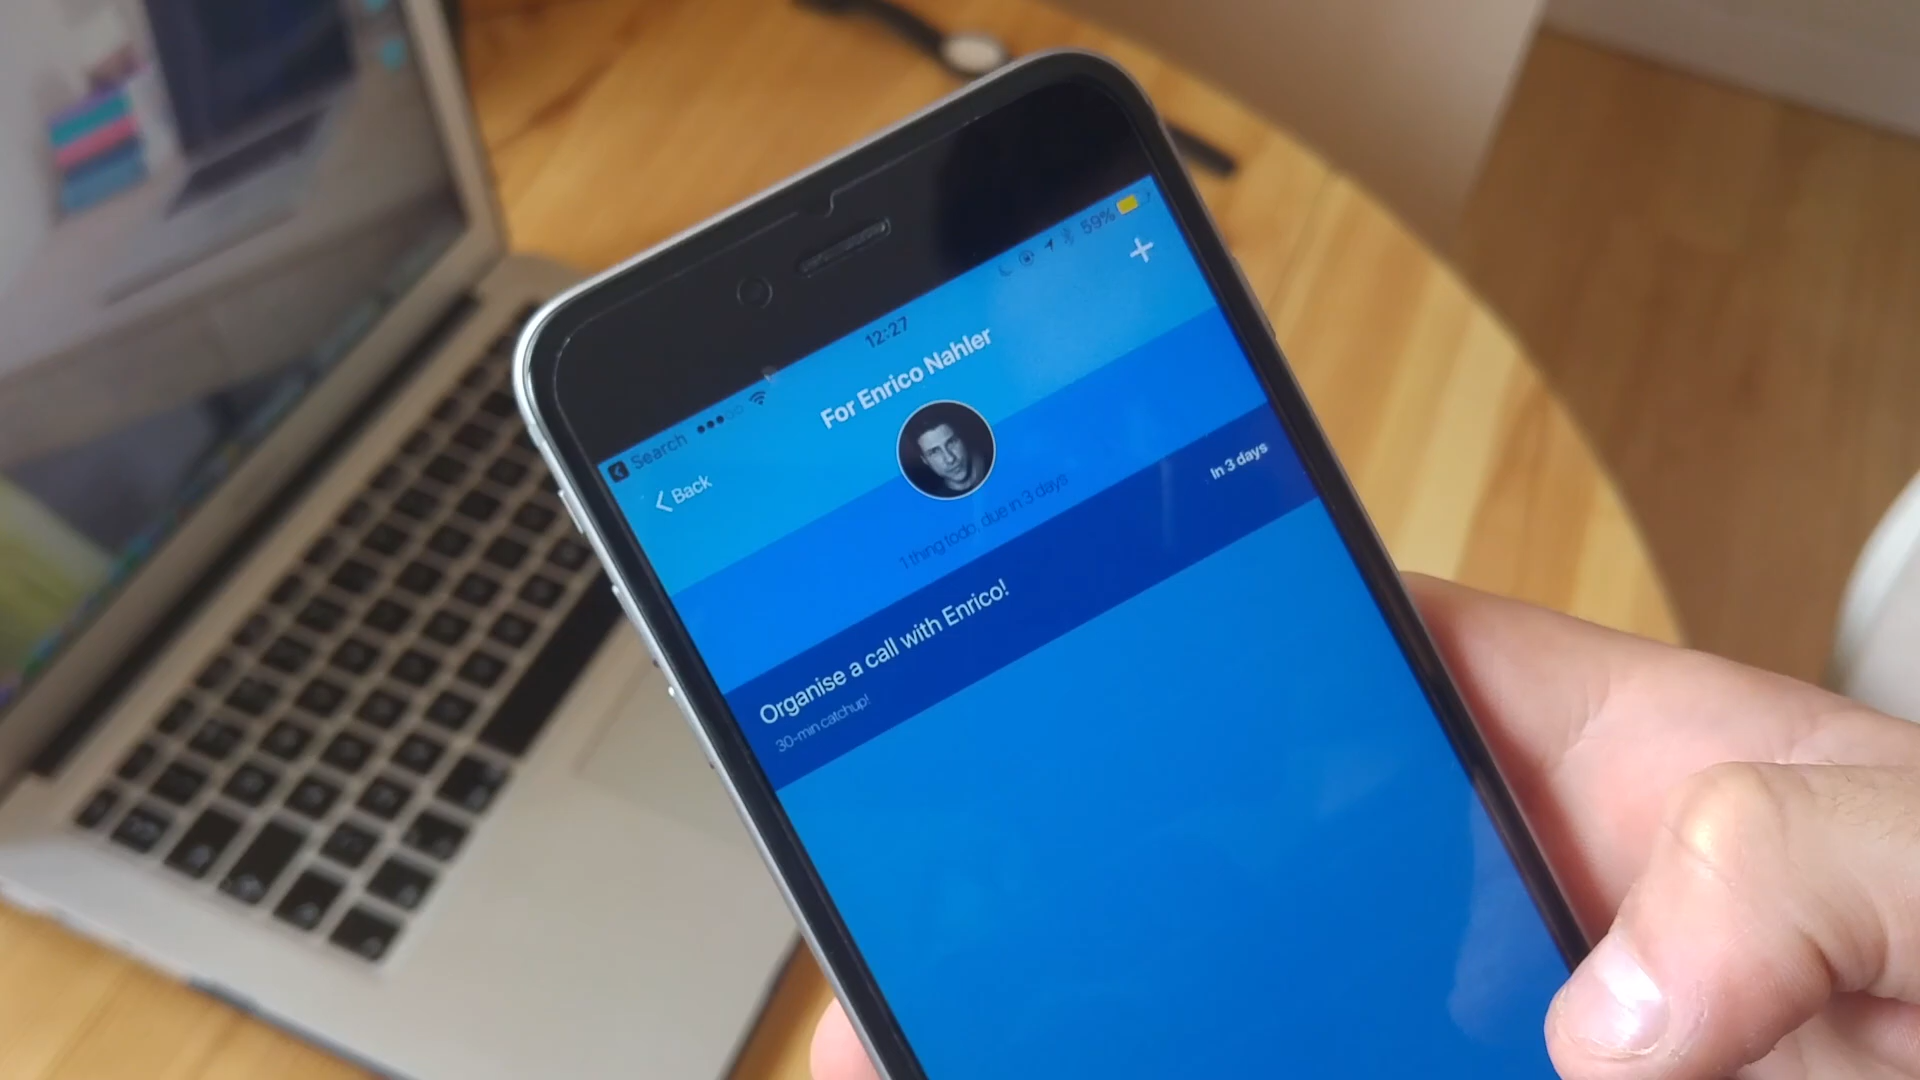 Search
12:27
59%
Back
For Enrico Nahler
1 thing todo, due in 3 days
Organise a call with Enrico!
In 3 days
30-min catchup!